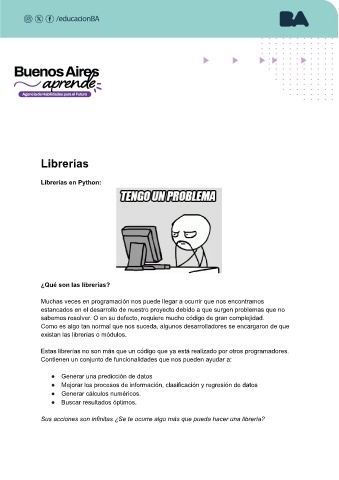 /educacionBA
BA
Buenos Aires
aprende
Agencia de Habilidades para el Futuro
Librerías
Librerías en Python:
TENGO UN PROBLEMA
¿Qué son las librerías?
Muchas veces en programación nos puede llegar a ocurrir que nos encontramos
estancados en el desarrollo de nuestro proyecto debido a que surgen problemas que no
sabemos resolver. O en su defecto, requiere mucho código de gran complejidad.
Como es algo tan normal que nos suceda, algunos desarrolladores se encargaron de que
existan las librerías o módulos.
Estas librerías no son más que un código que ya está realizado por otros programadores.
Contienen un conjunto de funcionalidades que nos pueden ayudar a:
● Generar una predicción de datos
● Mejorar los procesos de información, clasificación y regresión de datos
● Generar cálculos numéricos.
● Buscar resultados óptimos.
Sus acciones son infinitas ¿Se te ocurre algo más que pueda hacer una librería?